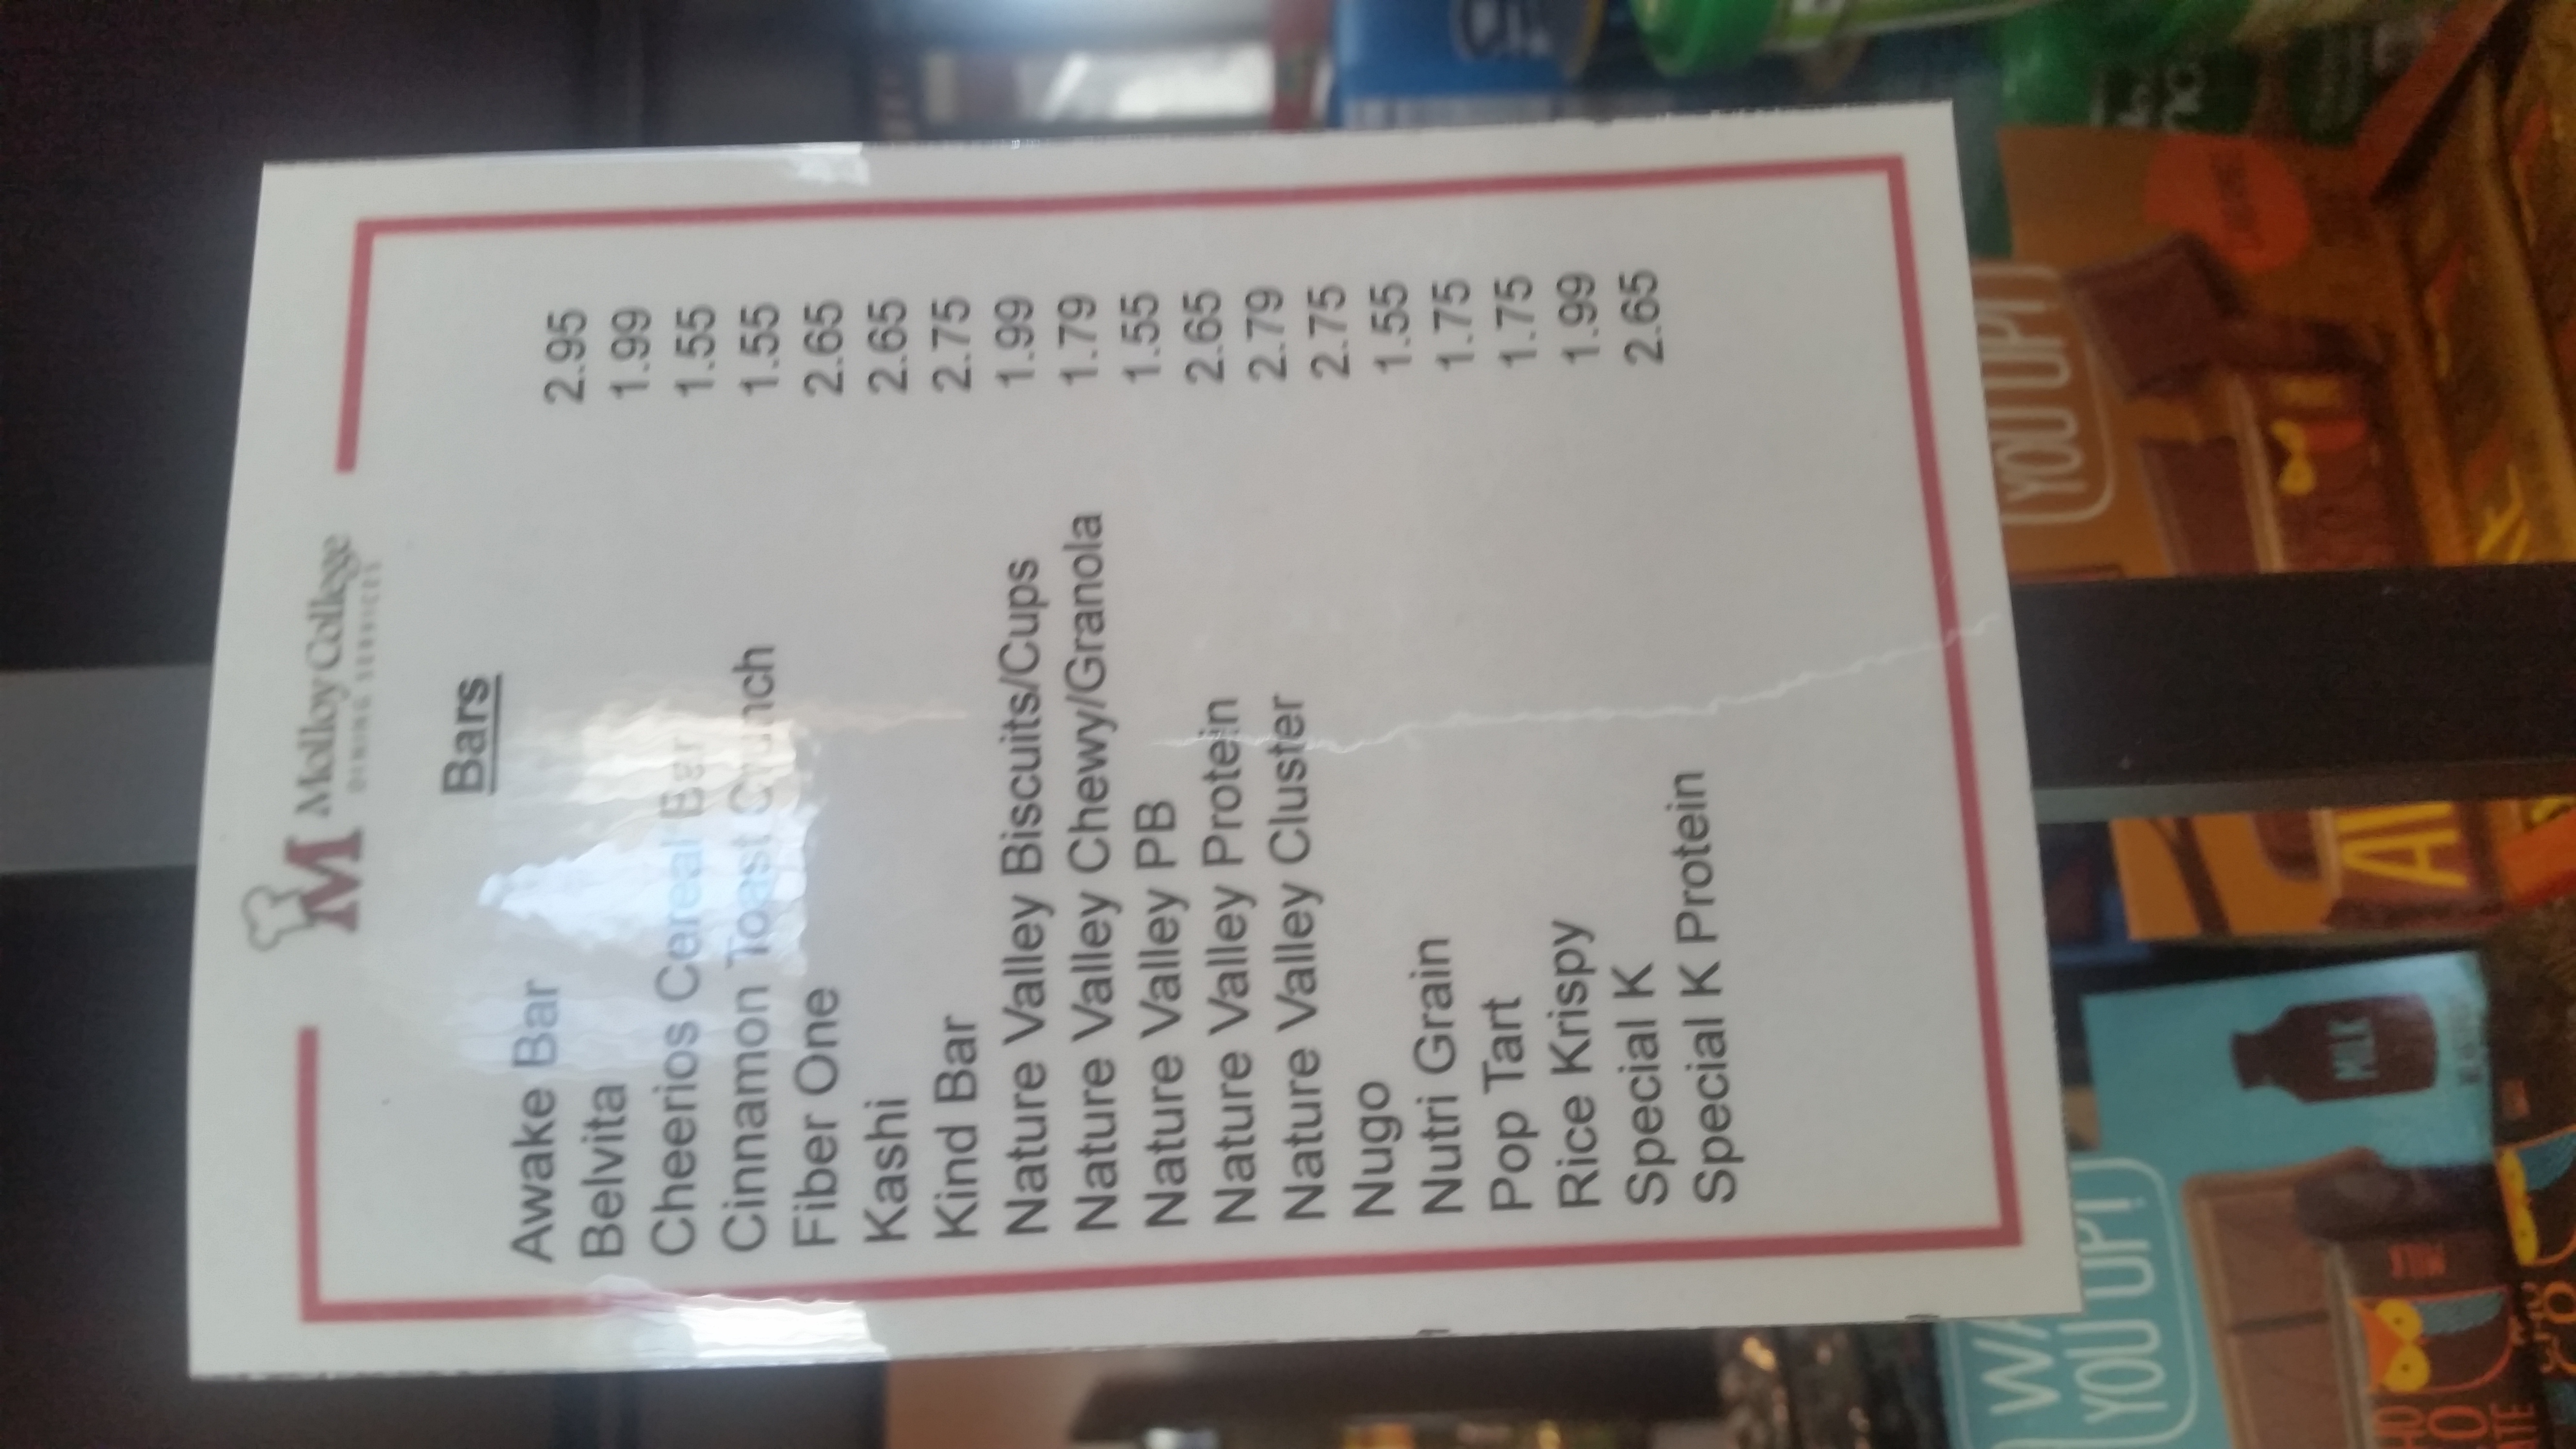 Molloy College
DINING SERVICES
Bars
Awake Bar 2.95
Belvita 1.99
Cheerios Cereal Bar 1.55
Cinnamon Toast Crunch 1.55
Fiber One 2.65
Kashi 2.65
Kind Bar 2.75
Nature Valley Biscuits/Cups 1.99
Nature Valley Chewy/Granola 1.79
Nature Valley PB 1.55
Nature Valley Protein 2.65
Nature Valley Cluster 2.79
Nugo 2.75
Nutri Grain 1.55
Pop Tart 1.75
Rice Krispy 1.75
Special K 1.99
Special K Protein 2.65
YOU UP!
YOU UP!
MILK